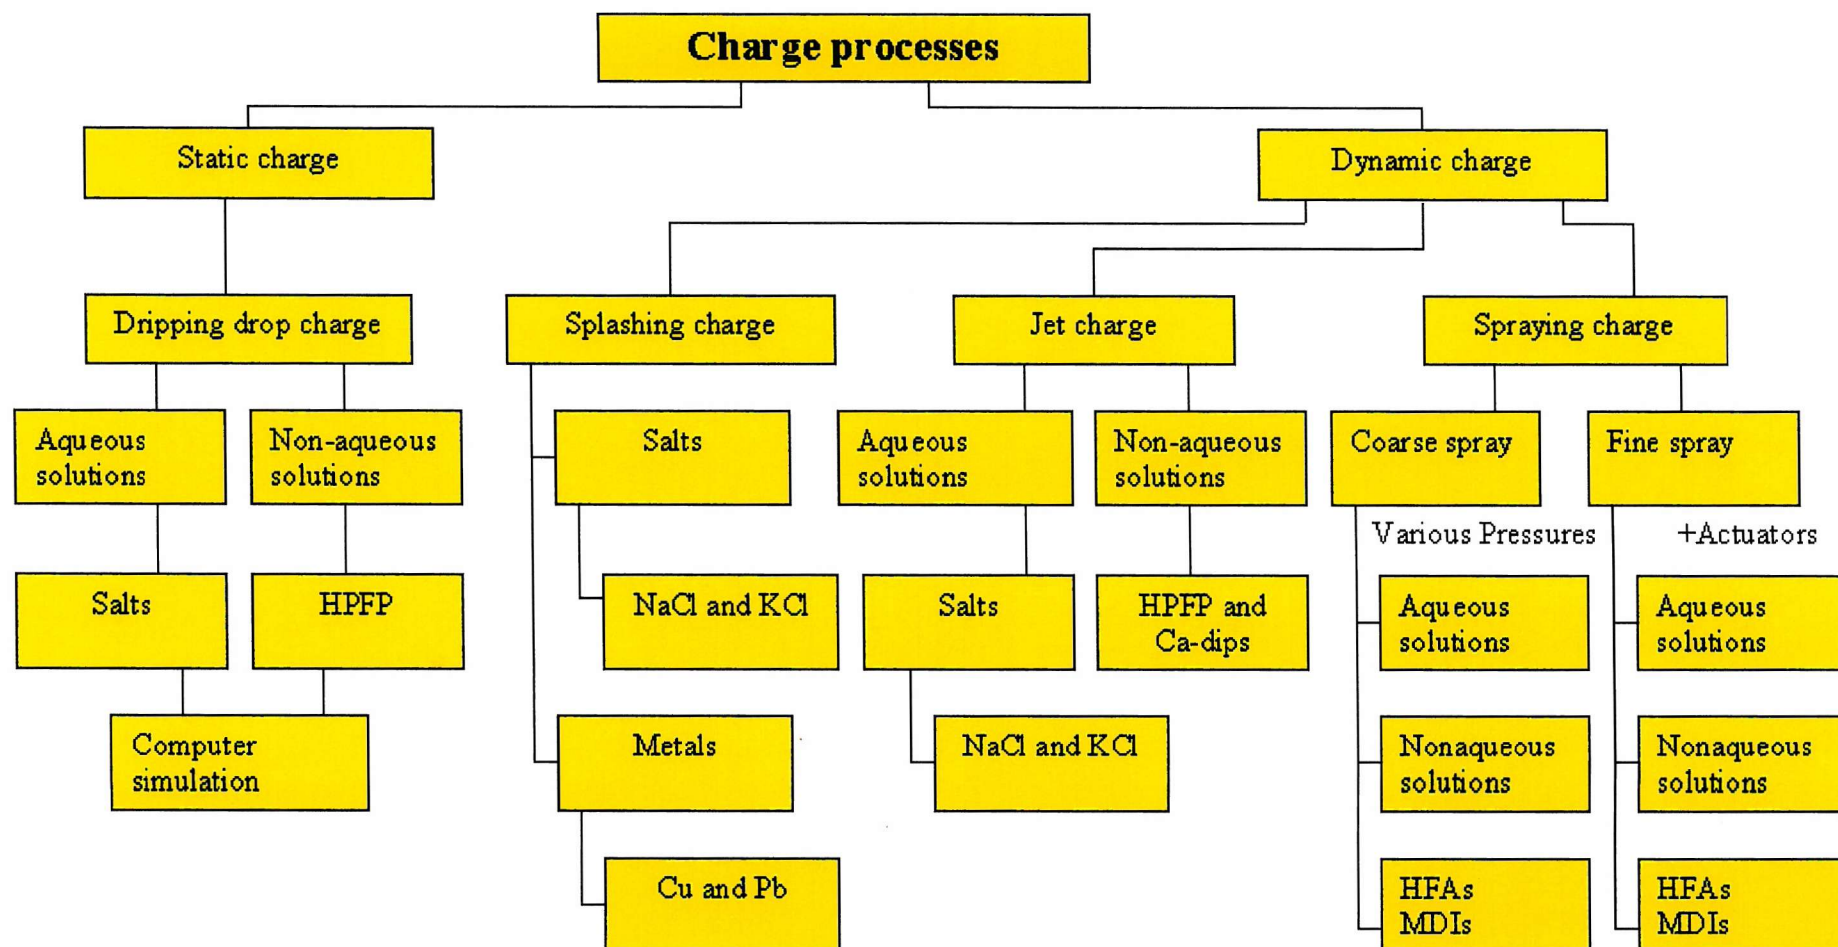 Charge processes
Static charge
Dynamic charge
Dripping drop charge
Splashing charge
Jet charge
Spraying charge
Aqueous
solutions
Non-aqueous
solutions
Salts
Aqueous
solutions
Non-aqueous
solutions
Coarse spray
Fine spray
Various Pressures
+Actuators
Salts
HPFP
NaCl and KCl
Salts
HPFP and
Ca-dips
Aqueous
solutions
Aqueous
solutions
Computer
simulation
Metals
NaCl and KCl
Nonaqueous
solutions
Nonaqueous
solutions
Cu and Pb
HFAs
MDIs
HFAs
MDIs